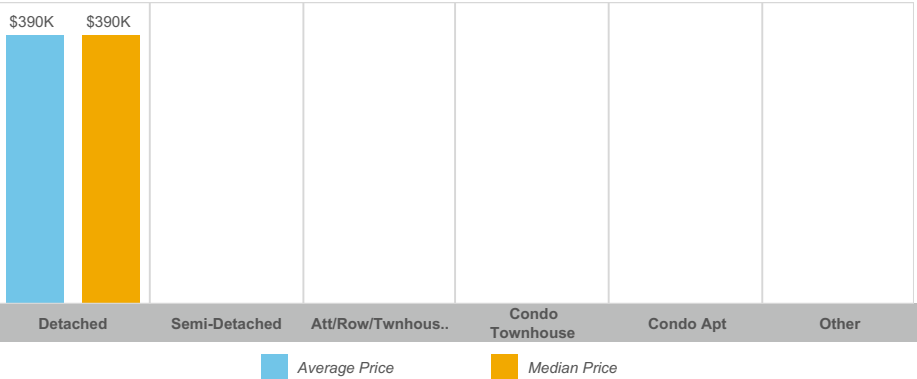 $390K $390K
Detached Semi-Detached Att/Row/Twnhous.. Condo Townhouse Condo Apt Other
Average Price Median Price